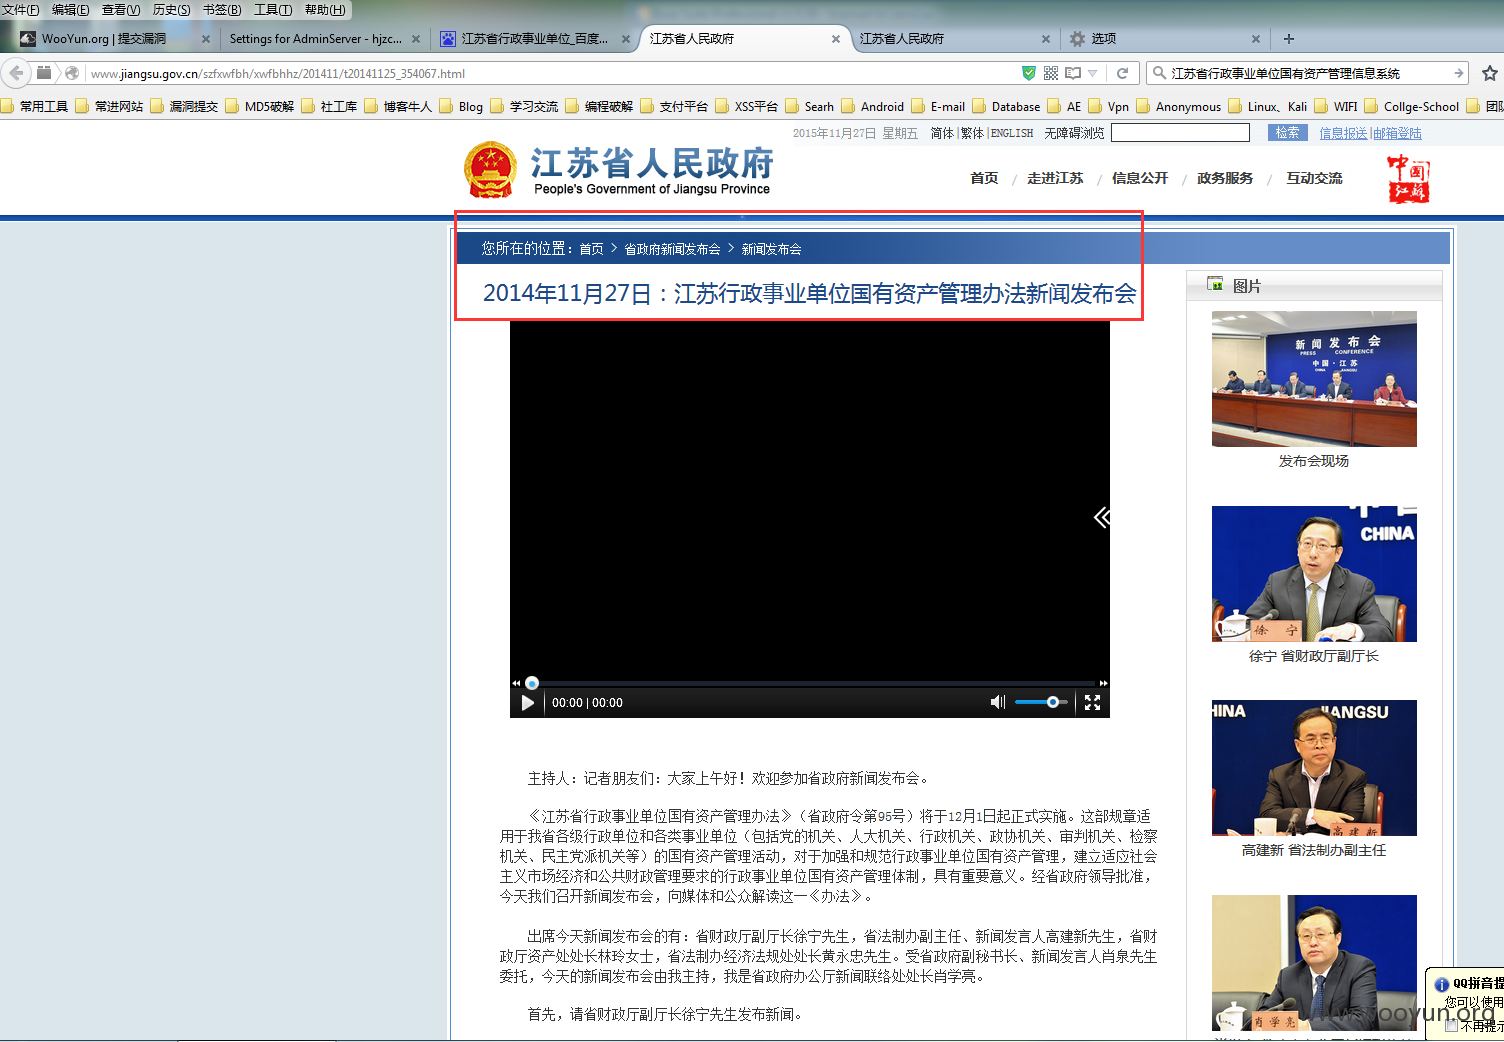 文件(F) 编辑(E) 查看(V) 历史(S) 书签(B) 工具(T) 帮助(H)
WooYun.org | 提交漏洞 × Settings for AdminServer - hjzc... × 江苏省行政事业单位_百度... × 江苏省人民政府 × 江苏省人民政府 × 选项 × +
www.jiangsu.gov.cn/szfxwfbh/xwfbhhz/201411/t20141125_354067.html 江苏省行政事业单位国有资产管理信息系统
常用工具 常进网站 漏洞提交 MD5破解 社工库 博客牛人 Blog 学习交流 编程破解 支付平台 XSS平台 Searh Android E-mail Database AE Vpn Anonymous Linux、Kali WIFI Collge-School 团队
2015年11月27日 星期五 简体|繁体|ENGLISH 无障碍浏览 检索 信息报送|邮箱登陆
江苏省人民政府
People's Government of Jiangsu Province
首页 / 走进江苏 / 信息公开 / 政务服务 / 互动交流
中国江苏
您所在的位置：首页 > 省政府新闻发布会 > 新闻发布会
2014年11月27日：江苏行政事业单位国有资产管理办法新闻发布会
图片
新闻发布会
PRESS CONFERENCE
中国·江苏
CHINA JIANGSU
发布会现场
CHINA
徐宁
徐宁 省财政厅副厅长
HINA JIANGSU
高建新
高建新 省法制办副主任
肖学亮
00:00 | 00:00
主持人：记者朋友们：大家上午好！欢迎参加省政府新闻发布会。
《江苏省行政事业单位国有资产管理办法》（省政府令第95号）将于12月1日起正式实施。这部规章适
用于我省各级行政单位和各类事业单位（包括党的机关、人大机关、行政机关、政协机关、审判机关、检察
机关、民主党派机关等）的国有资产管理活动，对于加强和规范行政事业单位国有资产管理，建立适应社会
主义市场经济和公共财政管理要求的行政事业单位国有资产管理体制，具有重要意义。经省政府领导批准，
今天我们召开新闻发布会，向媒体和公众解读这一《办法》。
出席今天新闻发布会的有：省财政厅副厅长徐宁先生，省法制办副主任、新闻发言人高建新先生，省财
政厅资产处处长林玲女士，省法制办经济法规处处长黄永忠先生。受省政府副秘书长、新闻发言人肖泉先生
委托，今天的新闻发布会由我主持，我是省政府办公厅新闻联络处处长肖学亮。
首先，请省财政厅副厅长徐宁先生发布新闻。
QQ拼音提
您可以使用
不再提示
www.wooyun.org